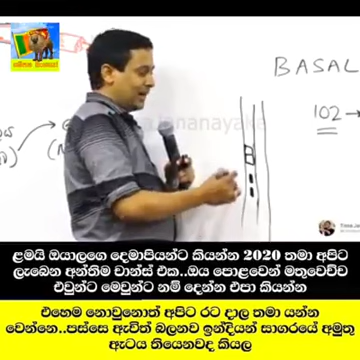 BASAL
102 →
ළමයි ඔයාලගෙ දෙමාපියන්ට කියන්න 2020 තමා අපිට
ලැබෙන අන්තිම චාන්ස් එක..ඔය පොළවෙන් මතුවෙච්ච
එවුන්ට මෙවුන්ට නම් දෙන්න එපා කියන්න
එහෙම නොවුනොත් අපිට රට දාල තමා යන්න
වෙන්නෙ..පස්සෙ ඇවිත් බලනව ඉන්දියන් සාගරයේ අමුතු
ඇටය තියෙනවද කියල